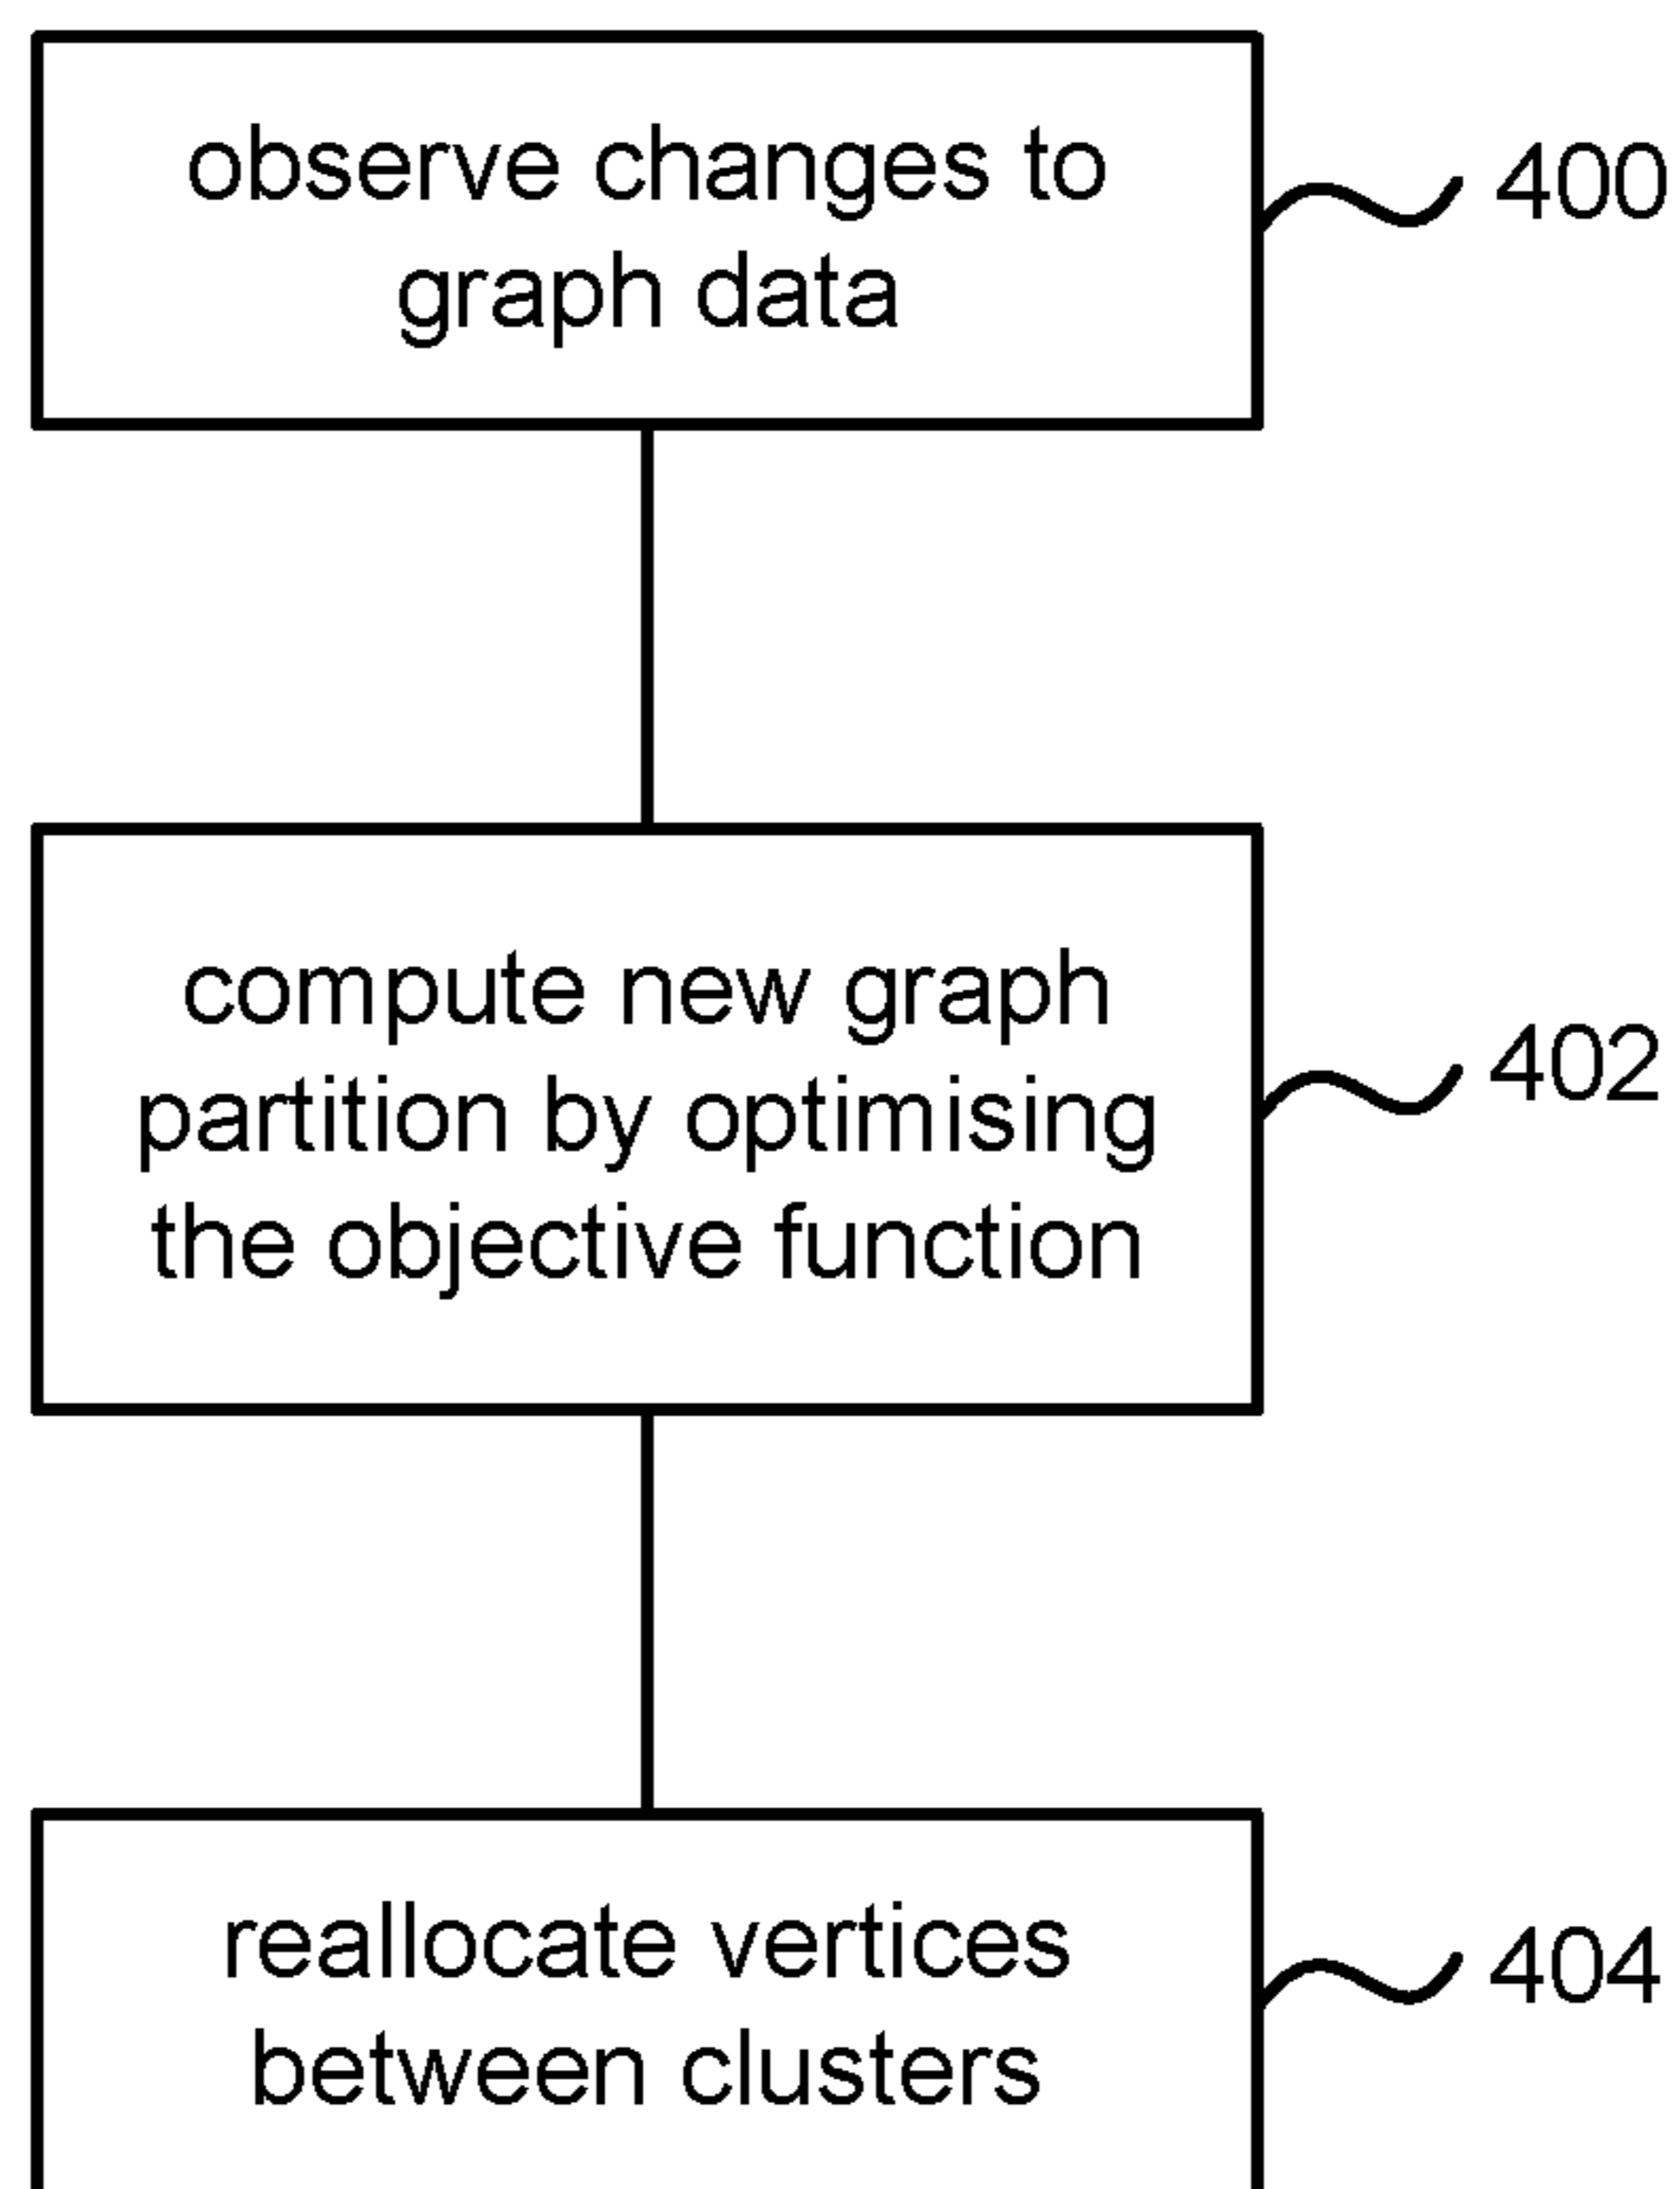 observe changes to
graph data
400
compute new graph
partition by optimising
the objective function
402
reallocate vertices
between clusters
404